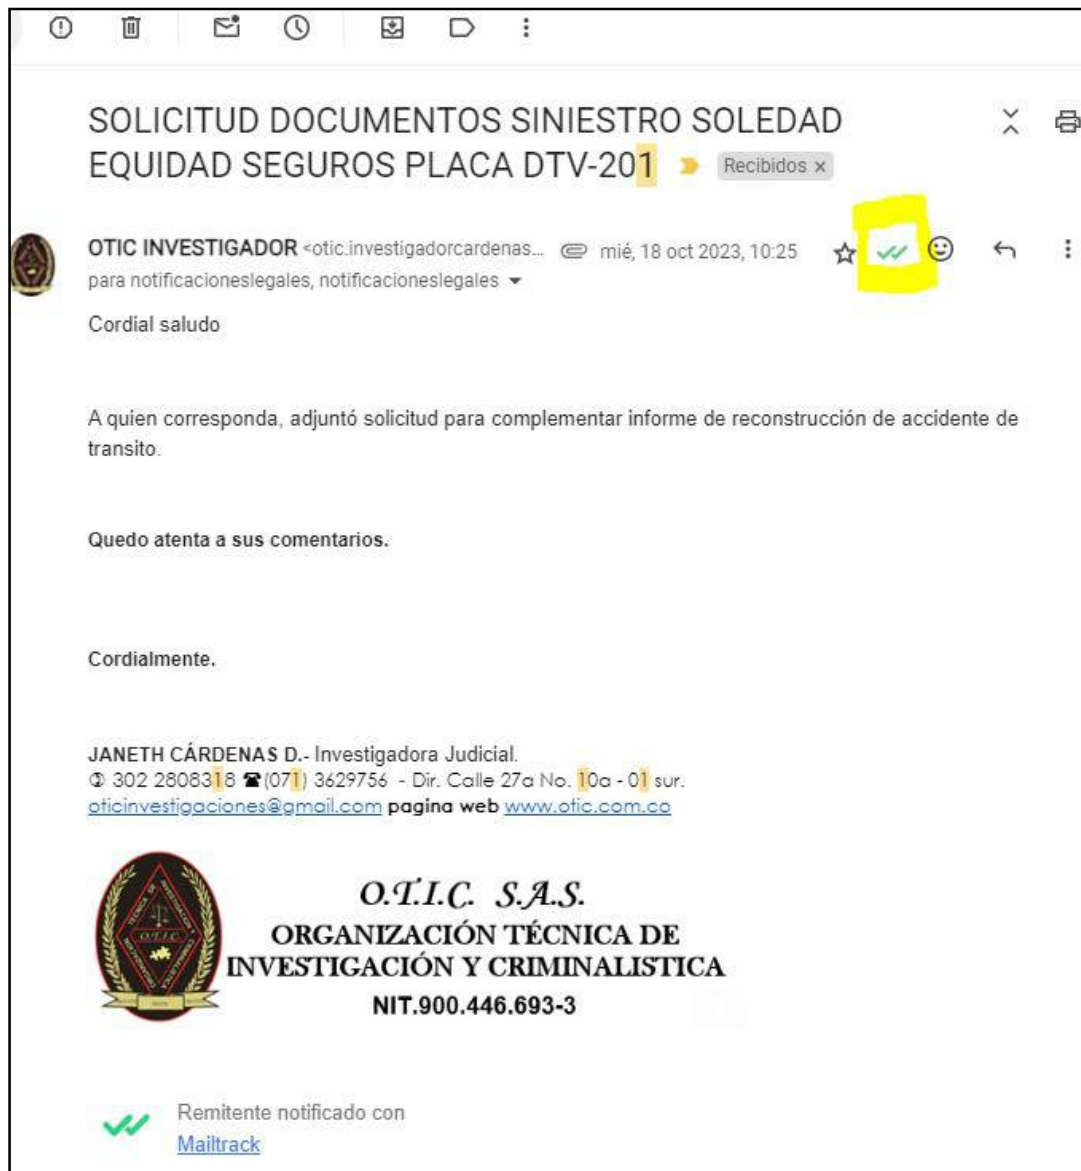 SOLICITUD DOCUMENTOS SINIESTRO SOLEDAD
EQUIDAD SEGUROS PLACA DTV-201 Recibidos x
OTIC INVESTIGADOR <otic.investigadorcardenas... mié, 18 oct 2023, 10:25
para notificacioneslegales, notificacioneslegales
Cordial saludo
A quien corresponda, adjuntó solicitud para complementar informe de reconstrucción de accidente de
transito.
Quedo atenta a sus comentarios.
Cordialmente.
JANETH CÁRDENAS D.- Investigadora Judicial.
302 2808318 (071) 3629756 - Dir. Calle 27a No. 10a - 01 sur.
oticinvestigaciones@gmail.com pagina web www.otic.com.co
O.T.I.C. S.A.S.
ORGANIZACIÓN TÉCNICA DE
INVESTIGACIÓN Y CRIMINALISTICA
NIT.900.446.693-3
Remitente notificado con
Mailtrack